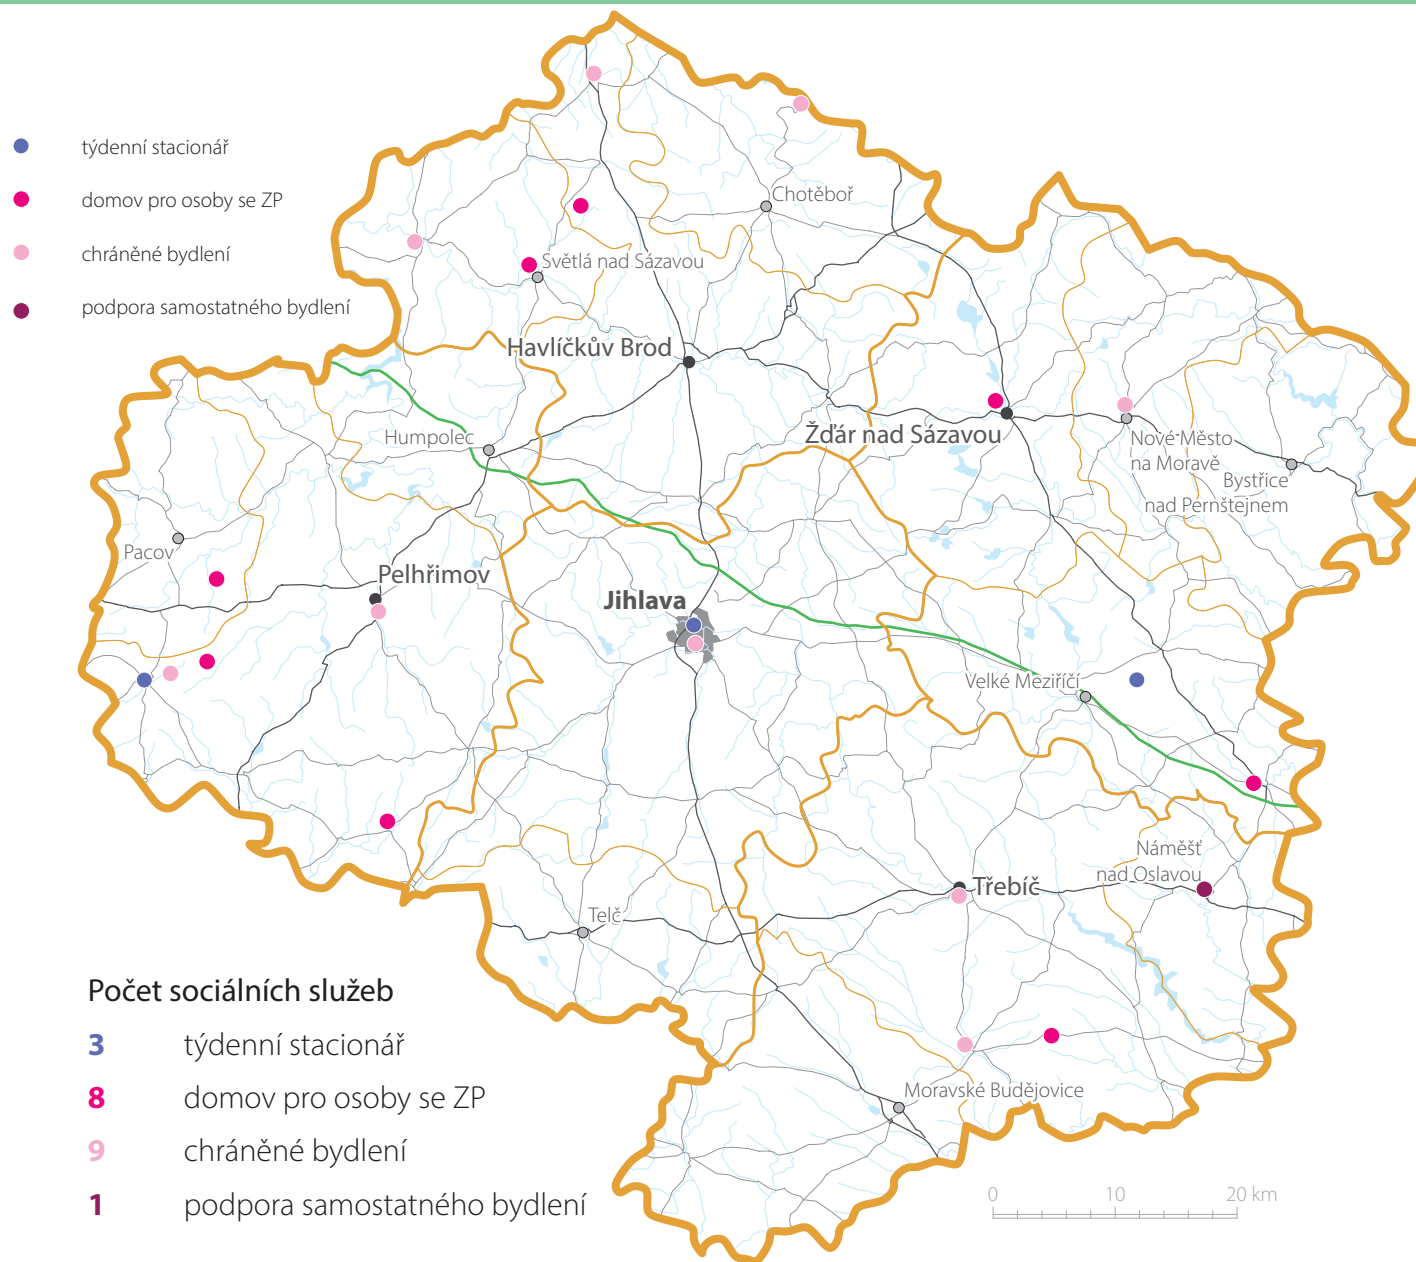 týdenní stacionář
domov pro osoby se ZP
chráněné bydlení
podpora samostatného bydlení
Chotěboř
Světlá nad Sázavou
Havlíčkův Brod
Žďár nad Sázavou
Humpolec
Nové Město
na Moravě
Bystřice
nad Pernštejnem
Pacov
Pelhřimov
Jihlava
Velké Meziříčí
Náměšť
nad Oslavou
Třebíč
Telč
Moravské Budějovice
Počet sociálních služeb
3 týdenní stacionář
8 domov pro osoby se ZP
9 chráněné bydlení
1 podpora samostatného bydlení
0 10 20 km